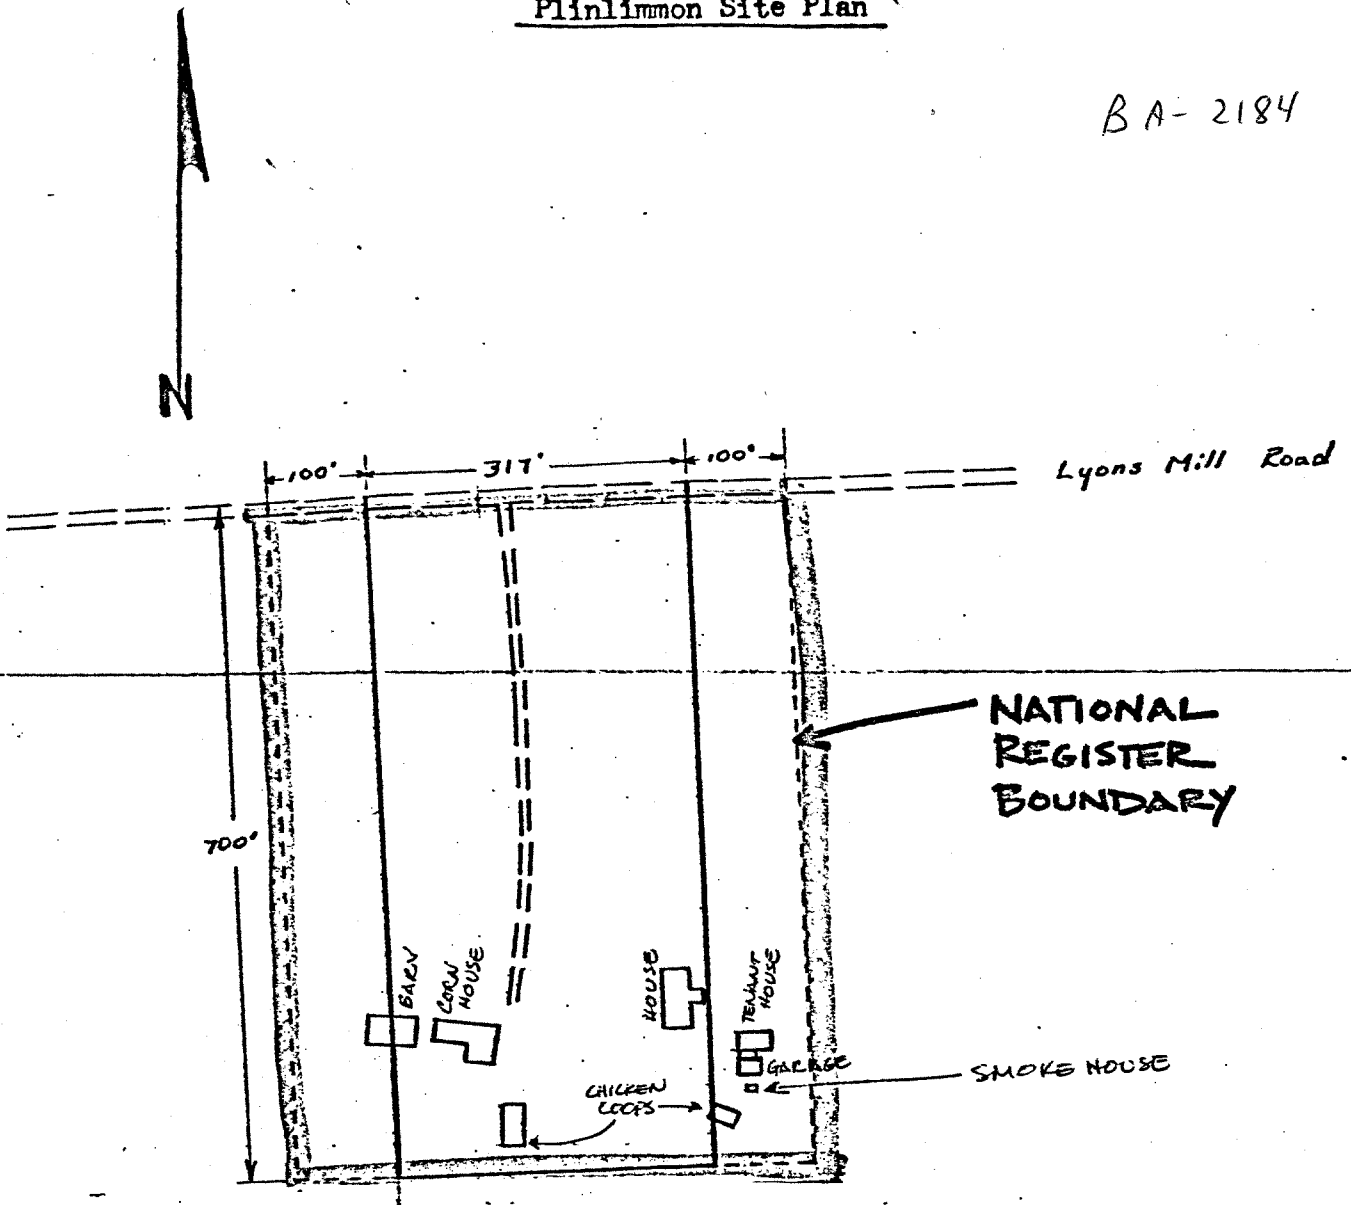 Plinlimmon Site Plan
BA-2184
N
100'
317'
100'
Lyons Mill Road
NATIONAL
REGISTER
BOUNDARY
700'
BARN
CORN
HOUSE
HOUSE
TENANT
HOUSE
GARAGE
SMOKE HOUSE
CHICKEN
COOPS